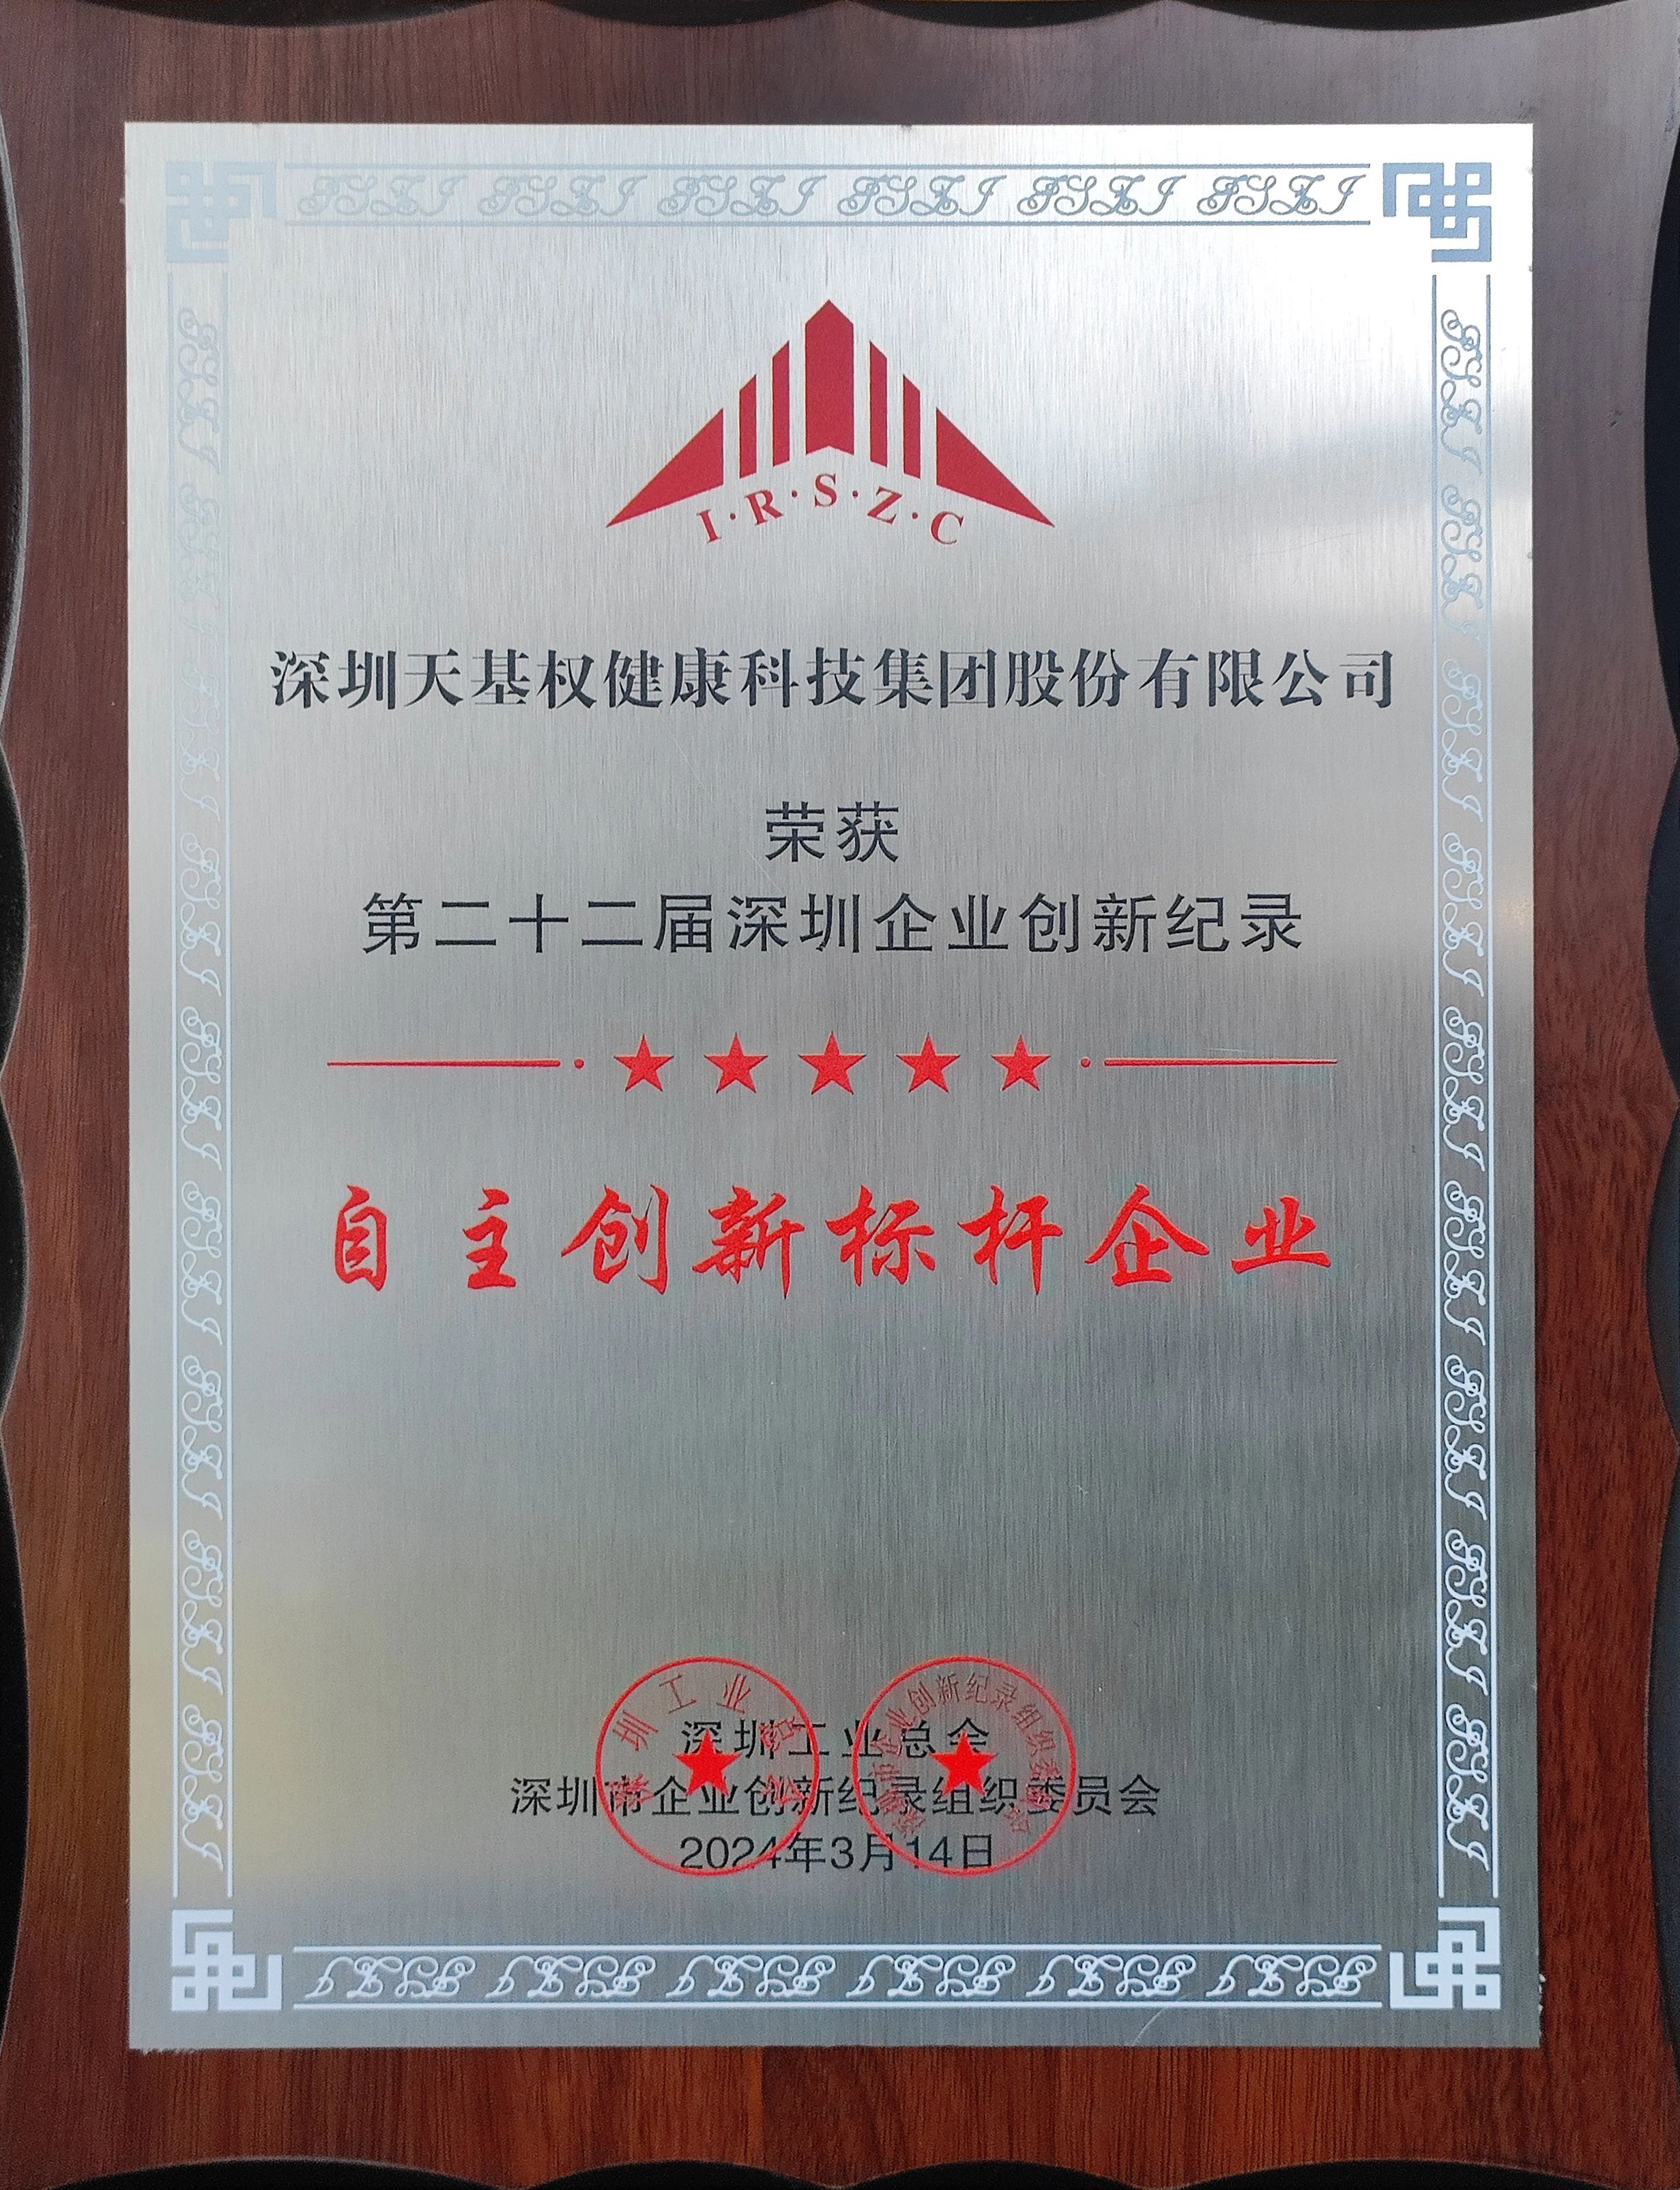 I·R·S·Z·C
深圳天基权健康科技集团股份有限公司
荣获
第二十二届深圳企业创新纪录
自主创新标杆企业
深圳工业总会
深圳市企业创新纪录组织委员会
2024年3月14日